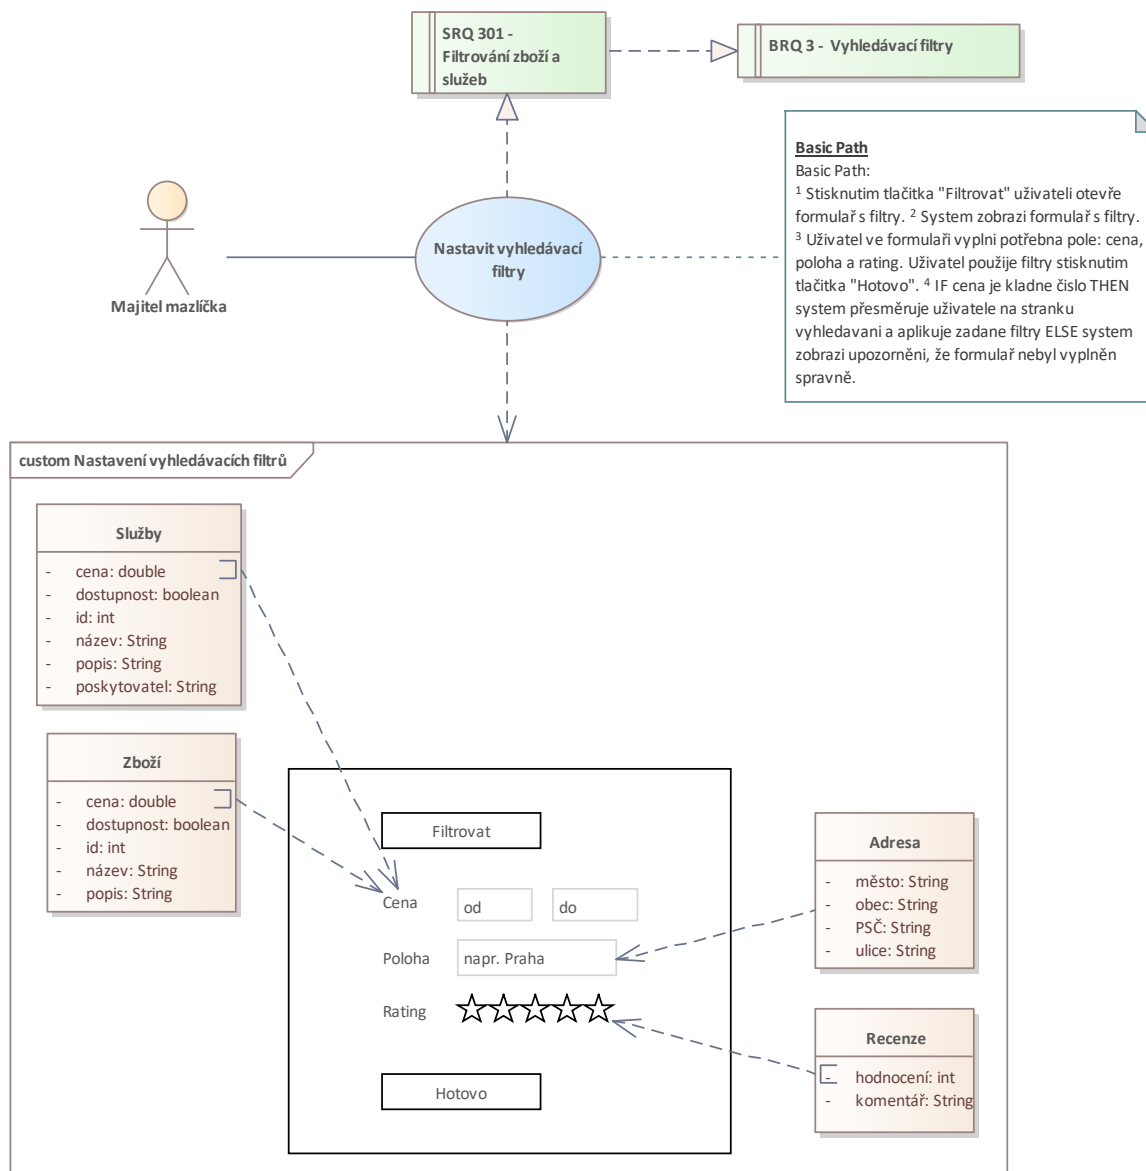 SRQ 301 -
Filtrování zboží a
služeb
BRQ 3 - Vyhledávací filtry
Basic Path
Basic Path:
¹ Stisknutim tlačitka "Filtrovat" uživateli otevře
formulař s filtry. ² System zobrazi formulař s filtry.
³ Uživatel ve formulaři vyplni potřebna pole: cena,
poloha a rating. Uživatel použije filtry stisknutim
tlačitka "Hotovo". ⁴ IF cena je kladne čislo THEN
system přesměruje uživatele na stranku
vyhledavani a aplikuje zadane filtry ELSE system
zobrazi upozorněni, že formulař nebyl vyplněn
spravně.
Nastavit vyhledávací
filtry
Majitel mazlíčka
custom Nastavení vyhledávacích filtrů
Služby
- cena: double
- dostupnost: boolean
- id: int
- název: String
- popis: String
- poskytovatel: String
Zboží
- cena: double
- dostupnost: boolean
- id: int
- název: String
- popis: String
Filtrovat
Cena od do
Poloha napr. Praha
Rating
Hotovo
Adresa
- město: String
- obec: String
- PSČ: String
- ulice: String
Recenze
- hodnocení: int
- komentář: String